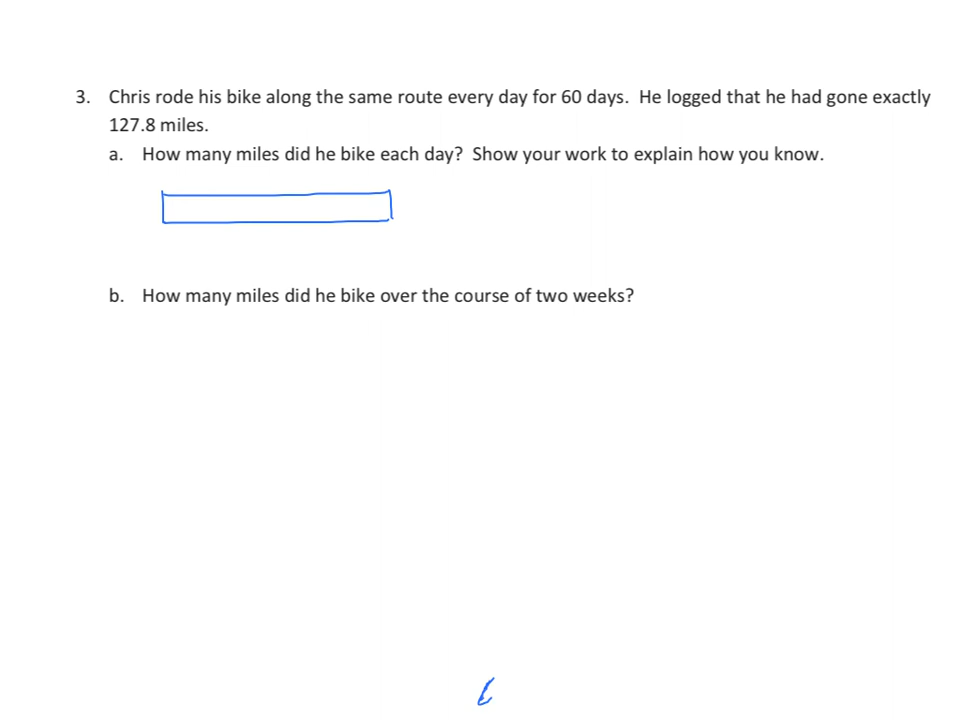 3. Chris rode his bike along the same route every day for 60 days. He logged that he had gone exactly
127.8 miles.
a. How many miles did he bike each day? Show your work to explain how you know.
b. How many miles did he bike over the course of two weeks?